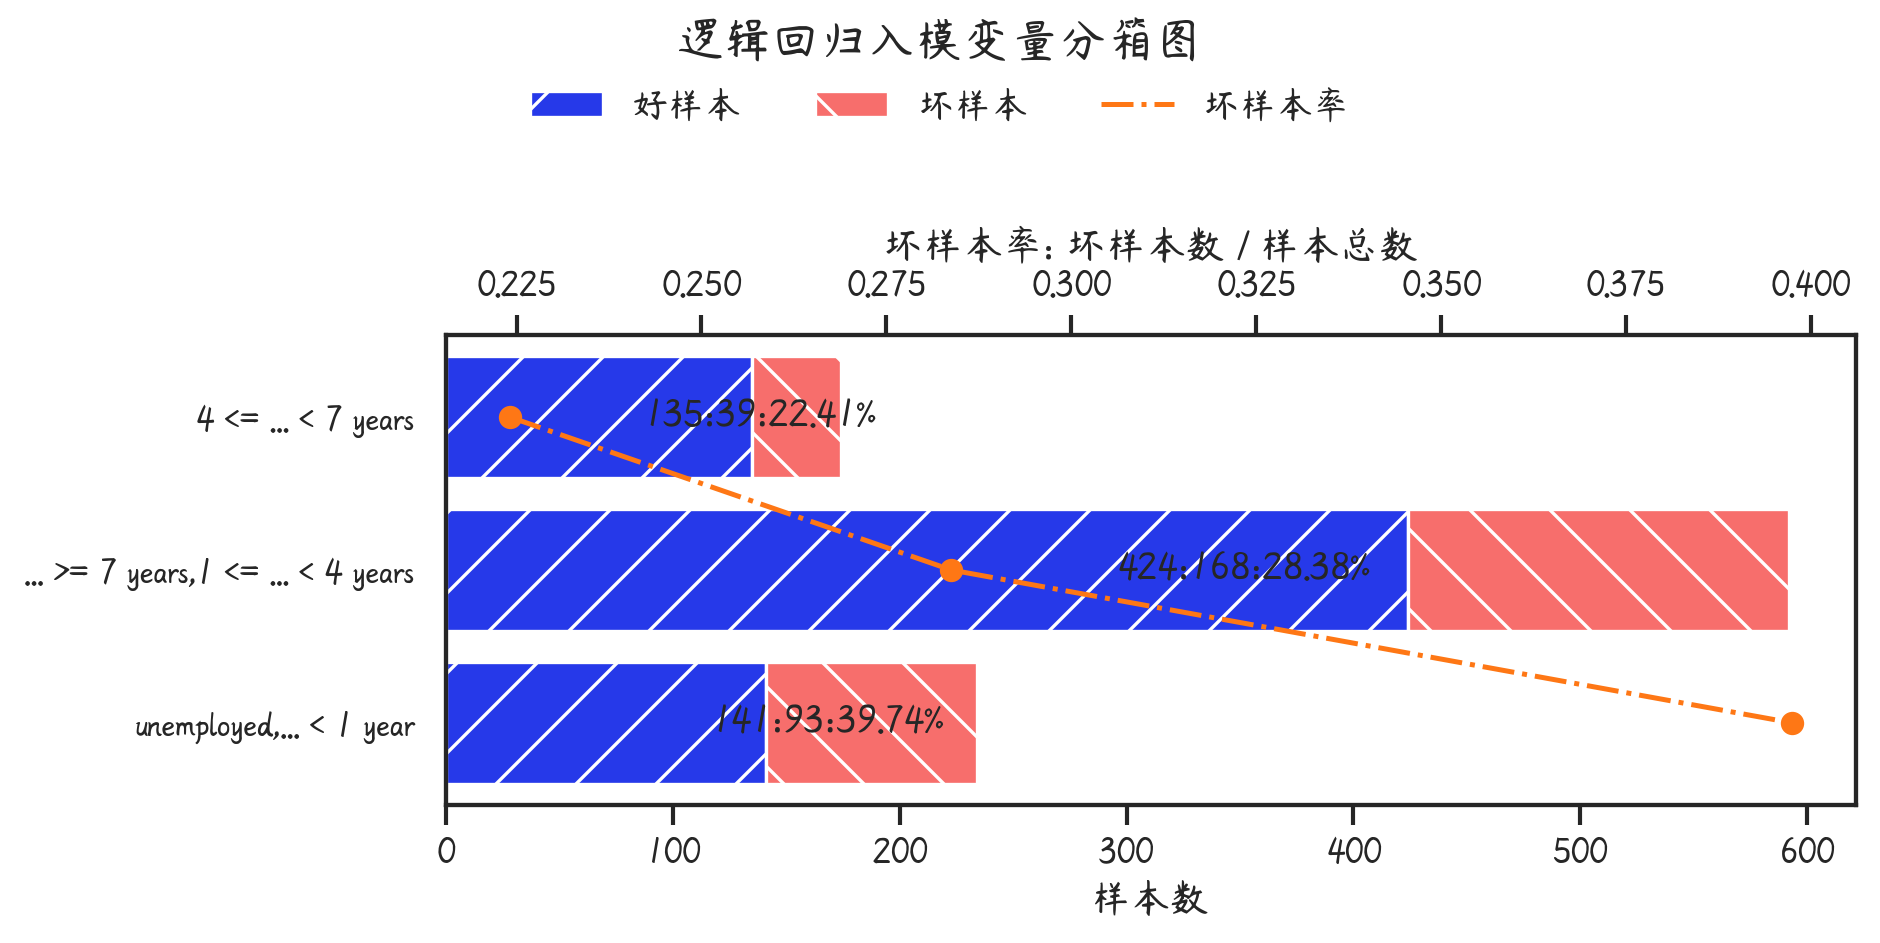 逻辑回归入模变量分箱图
好样本 坏样本 坏样本率
坏样本率: 坏样本数 / 样本总数
0.225 0.250 0.275 0.300 0.325 0.350 0.375 0.400
4 <= ... < 7 years 135:39:22.41%
... >= 7 years,1 <= ... < 4 years 424:168:28.38%
unemployed,... < 1 year 141:93:39.74%
0 100 200 300 400 500 600
样本数